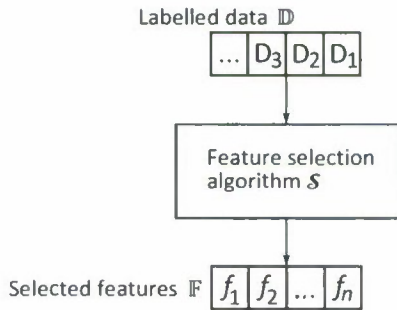 Labelled data 𝔻
... D₃ D₂ D₁
Feature selection
algorithm 𝑺
Selected features 𝔽 f₁ f₂ ... fₙ